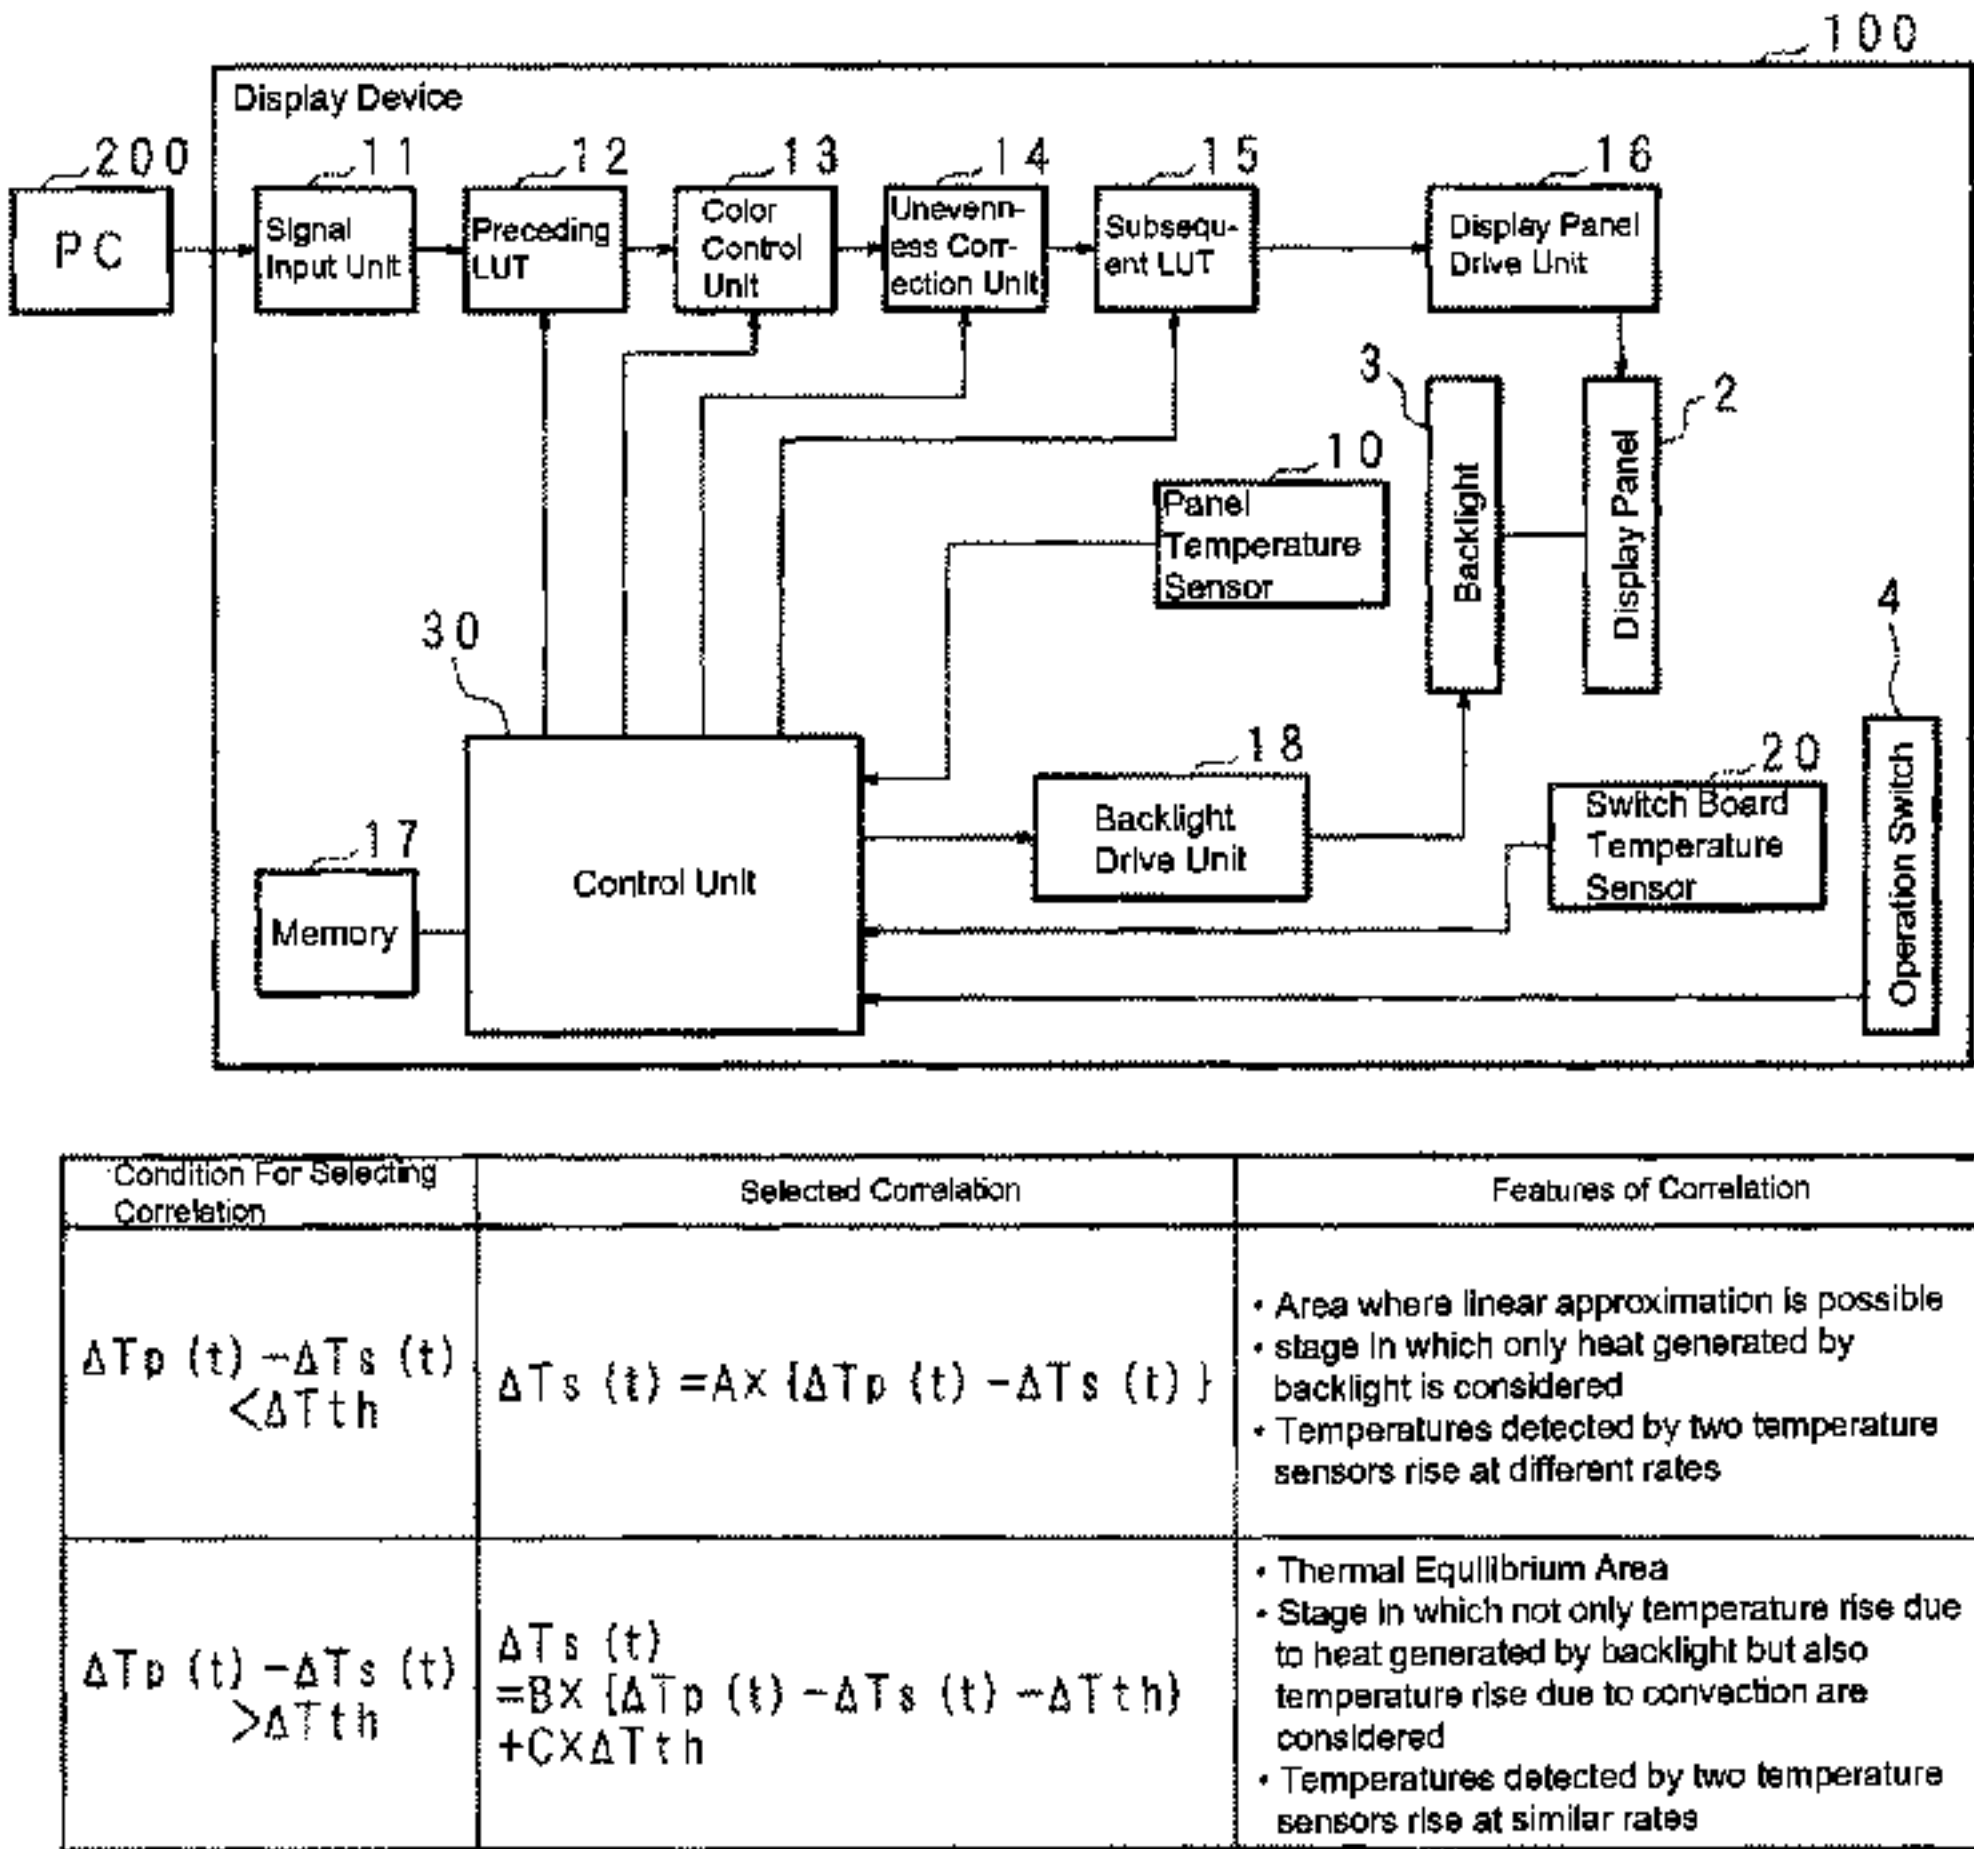 100
Display Device
200
11
12
13
14
15
16
PC
Signal
Input Unit
Preceding
LUT
Color
Control
Unit
Unevenn-
ess Corr-
ection Unit
Subsequ-
ent LUT
Display Panel
Drive Unit
3
2
10
Panel
Temperature
Sensor
Backlight
Display Panel
4
30
18
20
Operation Switch
Backlight
Drive Unit
Switch Board
Temperature
Sensor
17
Memory
Control Unit
Condition For Selecting
Correlation
Selected Correlation
Features of Correlation
ΔTp (t) -ΔTs (t)
<ΔTth
ΔTs (t) =A× {ΔTp (t) -ΔTs (t) }
• Area where linear approximation is possible
• stage in which only heat generated by
backlight is considered
• Temperatures detected by two temperature
sensors rise at different rates
ΔTp (t) -ΔTs (t)
>ΔTth
ΔTs (t)
=B× {ΔTp (t) -ΔTs (t) -ΔTth}
+C×ΔTth
• Thermal Equilibrium Area
• Stage in which not only temperature rise due
to heat generated by backlight but also
temperature rise due to convection are
considered
• Temperatures detected by two temperature
sensors rise at similar rates